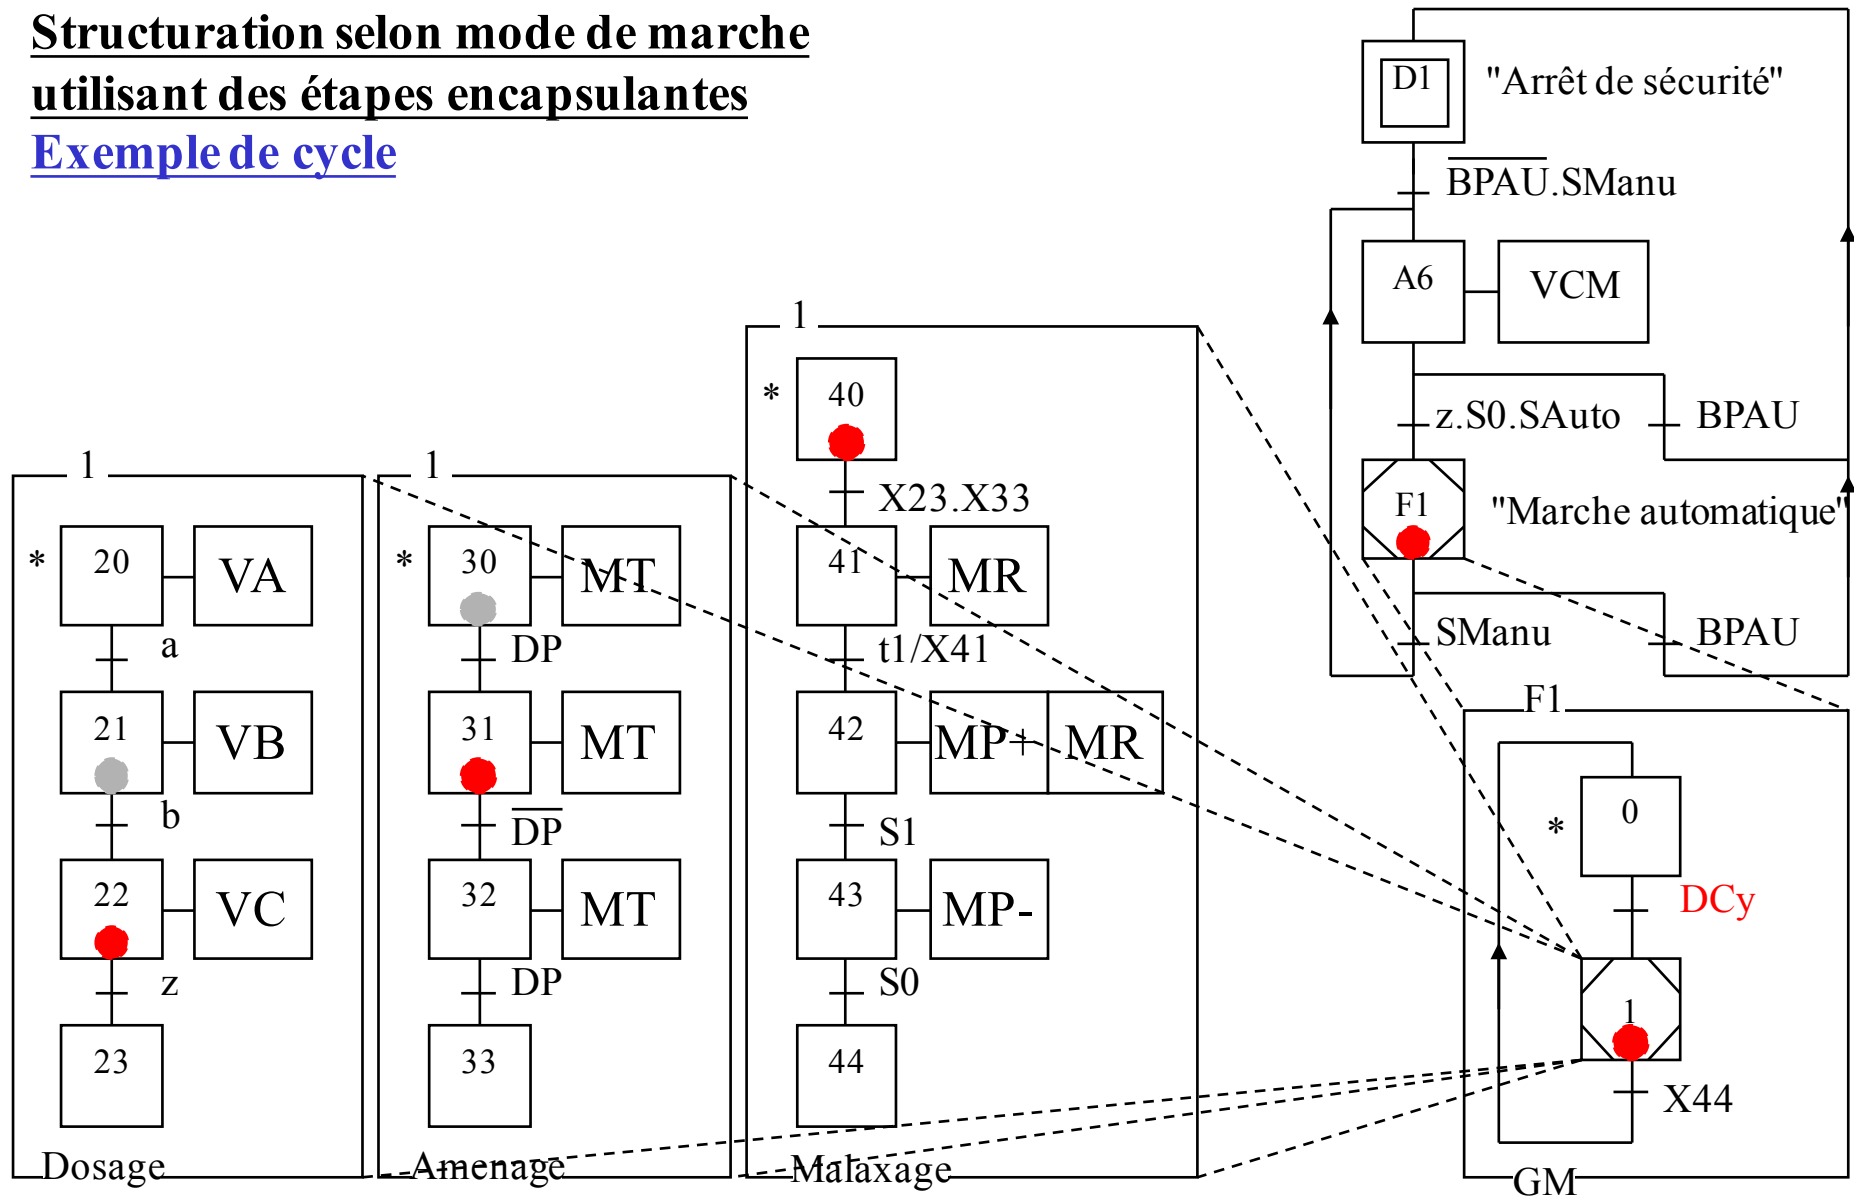 Structuration selon mode de marche
utilisant des étapes encapsulantes
Exemple de cycle
D1
"Arrêt de sécurité"
B̅P̅A̅U̅.SManu
A6
VCM
z.S0.SAuto
BPAU
F1
"Marche automatique"
SManu
BPAU
1
*
20
VA
a
21
VB
b
22
VC
z
23
Dosage
1
*
30
MT
DP
31
MT
D̅P̅
32
MT
DP
33
Amenage
1
*
40
X23.X33
41
MR
t1/X41
42
MP+
MR
S1
43
MP-
S0
44
Malaxage
F1
*
0
DCy
1
X44
GM